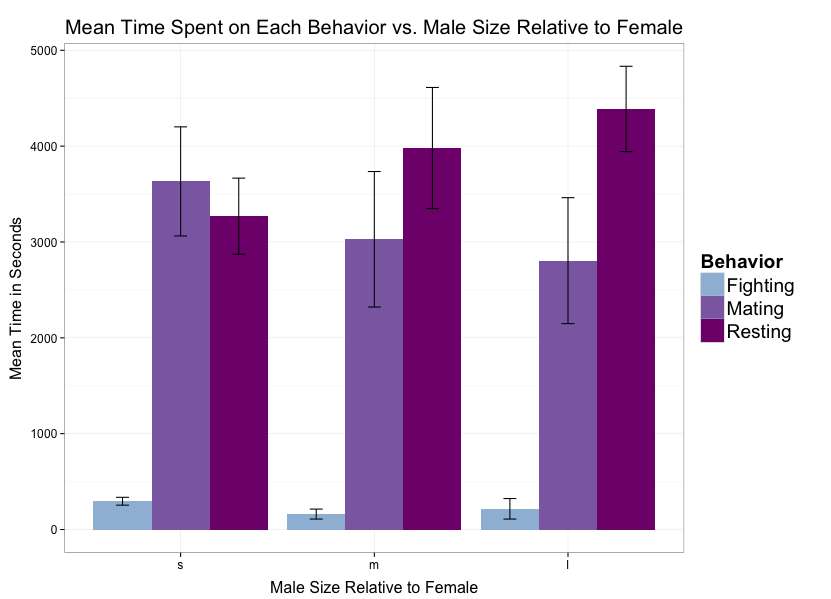 Mean Time Spent on Each Behavior vs. Male Size Relative to Female
5000
4000
3000
2000
1000
0
Mean Time in Seconds
s
m
l
Male Size Relative to Female
Behavior
Fighting
Mating
Resting